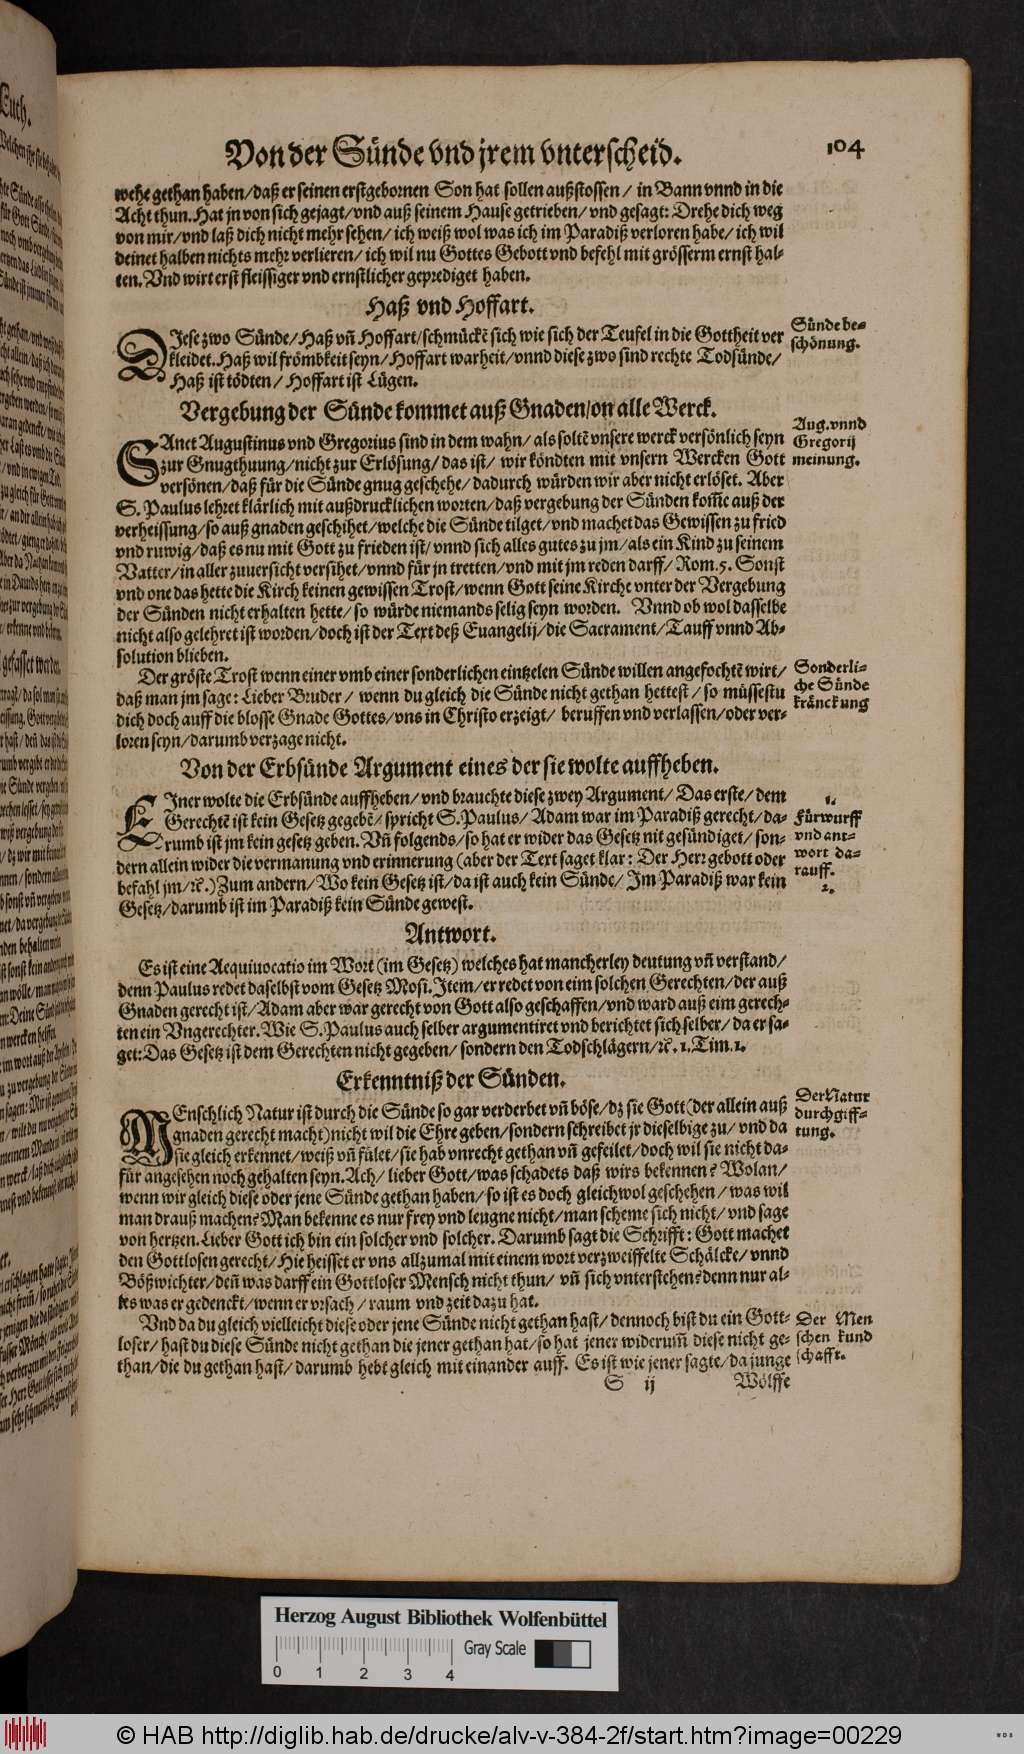 Von der Sünde vnd jrem vnterscheid. 104
wehe gethan haben/daß er seinen erstgebornen Son hat sollen außstossen/ in Bann vnnd in die
Acht thun. Hat jn von sich gejagt/vnd auß seinem Hause getrieben/ vnd gesagt: Drehe dich weg
von mir/vnd laß dich nicht mehr sehen/ ich weiß wol was ich im Paradiß verloren habe/ ich wil
deinet halben nichts mehr verlieren/ ich wil nu Gottes Gebott vnd befehl mit grösserm ernst hal-
ten. Vnd wirt erst fleissiger vnd ernstlicher geprediget haben.
Haß vnd Hoffart.
DIese zwo Sünde/ Haß vñ Hoffart/schmückē sich wie sich der Teufel in die Gottheit ver
kleidet. Haß wil frömbkeit seyn/ Hoffart warheit/vnnd diese zwo sind rechte Todsünde/
Haß ist tödten/ Hoffart ist Lügen.
Sünde be-
schönung.
Vergebung der Sünde kommet auß Gnaden/on alle Werck.
SAnct Augustinus vnd Gregorius sind in dem wahn/ als soltē vnsere werck versönlich seyn
zur Gnugthuung/nicht zur Erlösung/ das ist/ wir köndten mit vnsern Wercken Gott
versönen/daß für die Sünde gnug geschehe/ dadurch würden wir aber nicht erlöset. Aber
S. Paulus lehret klärlich mit außdrucklichen worten/ daß vergebung der Sünden kom̃e auß der
verheissung/so auß gnaden geschihet/welche die Sünde tilget/vnd machet das Gewissen zu fried
vnd ruwig/ daß es nu mit Gott zu frieden ist/ vnnd sich alles gutes zu jm/als ein Kind zu seinem
Vatter/in aller zuuersicht versihet/vnnd für jn tretten/vnd mit jm reden darff/ Rom. 5. Sonst
vnd one das hette die Kirch keinen gewissen Trost/wenn Gott seine Kirche vnter der Vergebung
der Sünden nicht erhalten hette/ so würde niemands selig seyn worden. Vnnd ob wol dasselbe
nicht also gelehret ist worden/doch ist der Text deß Euangelij/die Sacrament/Tauff vnnd Ab-
solution blieben.
Aug. vnnd
Gregorij
meinung.
Der gröste Trost wenn einer vmb einer sonderlichen eintzelen Sünde willen angefochtē wirt/
daß man jm sage: Lieber Bruder/ wenn du gleich die Sünde nicht gethan hettest/ so müssestu
dich doch auff die blosse Gnade Gottes/vns in Christo erzeigt/ beruffen vnd verlassen/oder ver-
loren seyn/darumb verzage nicht.
Sonderli-
che Sünde
kränckung
Von der Erbsünde Argument eines der sie wolte auffheben.
EIner wolte die Erbsünde auffheben/ vnd brauchte diese zwey Argument/ Das erste/ dem
Gerechtē ist kein Gesetz gegebē/ spricht S. Paulus/ Adam war im Paradiß gerecht/ da-
rumb ist jm kein gesetz geben. Vñ folgends/so hat er wider das Gesetz nit gesündiget/ son-
dern allein wider die vermanung vnd erinnerung (aber der Text saget klar: Der Herr gebott oder
befahl jm/ ꝛc̃.) Zum andern/ Wo kein Gesetz ist/ da ist auch kein Sünde/ Im Paradiß war kein
Gesetz/darumb ist im Paradiß kein Sünde gewest.
1.
Fürwurff
vnd ant-
wort da-
rauff.
2.
Antwort.
Es ist eine Aequiuocatio im Wort (im Gesetz) welches hat mancherley deutung vñ verstand/
denn Paulus redet daselbst vom Gesetz Mosi. Item/ er redet von eim solchen Gerechten/ der auß
Gnaden gerecht ist/ Adam aber war gerecht von Gott also geschaffen/vnd ward auß eim gerech-
ten ein Vngerechter. Wie S. Paulus auch selber argumentiret vnd berichtet sich selber/ da er sa-
get: Das Gesetz ist dem Gerechten nicht gegeben/ sondern den Todschlägern/ꝛc̃. 1. Tim. 1.
Erkenntniß der Sünden.
MEnschlich Natur ist durch die Sünde so gar verderbet vñ böse/ dz sie Gott (der allein auß
gnaden gerecht macht) nicht wil die Ehre geben/sondern schreibet jr dieselbige zu/ vnd da
sie gleich erkennet/weiß vñ fület/sie hab vnrecht gethan vñ gefeilet/doch wil sie nicht da-
für angesehen noch gehalten seyn. Ach/ lieber Gott/was schadets daß wirs bekennen? Wolan/
wenn wir gleich diese oder jene Sünde gethan haben/ so ist es doch gleichwol geschehen/ was wil
man drauß machen? Man bekenne es nur frey vnd leugne nicht/man scheme sich nicht/ vnd sage
von hertzen. Lieber Gott ich bin ein solcher vnd solcher. Darumb sagt die Schrifft: Gott machet
den Gottlosen gerecht/ Hie heisset er vns allzumal mit einem wort verzweiffelte Schälcke/ vnnd
Bößwichter/ deñ was darff ein Gottloser Mensch nicht thun/ vñ sich vnterstehen? denn nur al-
les was er gedenckt/ wenn er vrsach/ raum vnd zeit dazu hat.
Der Natur
durchgiff-
tung.
Vnd da du gleich vielleicht diese oder jene Sünde nicht gethan hast/ dennoch bist du ein Gott-
loser/ hast du diese Sünde nicht gethan die jener gethan hat/so hat jener widerum̃ diese nicht ge-
than/die du gethan hast/ darumb hebt gleich mit einander auff. Es ist wie jener sagte/ da junge
Der Men
schen kund
schafft.
S ij Wölffe
Herzog August Bibliothek Wolfenbüttel
Gray Scale
0 1 2 3 4
© HAB http://diglib.hab.de/drucke/alv-v-384-2f/start.htm?image=00229